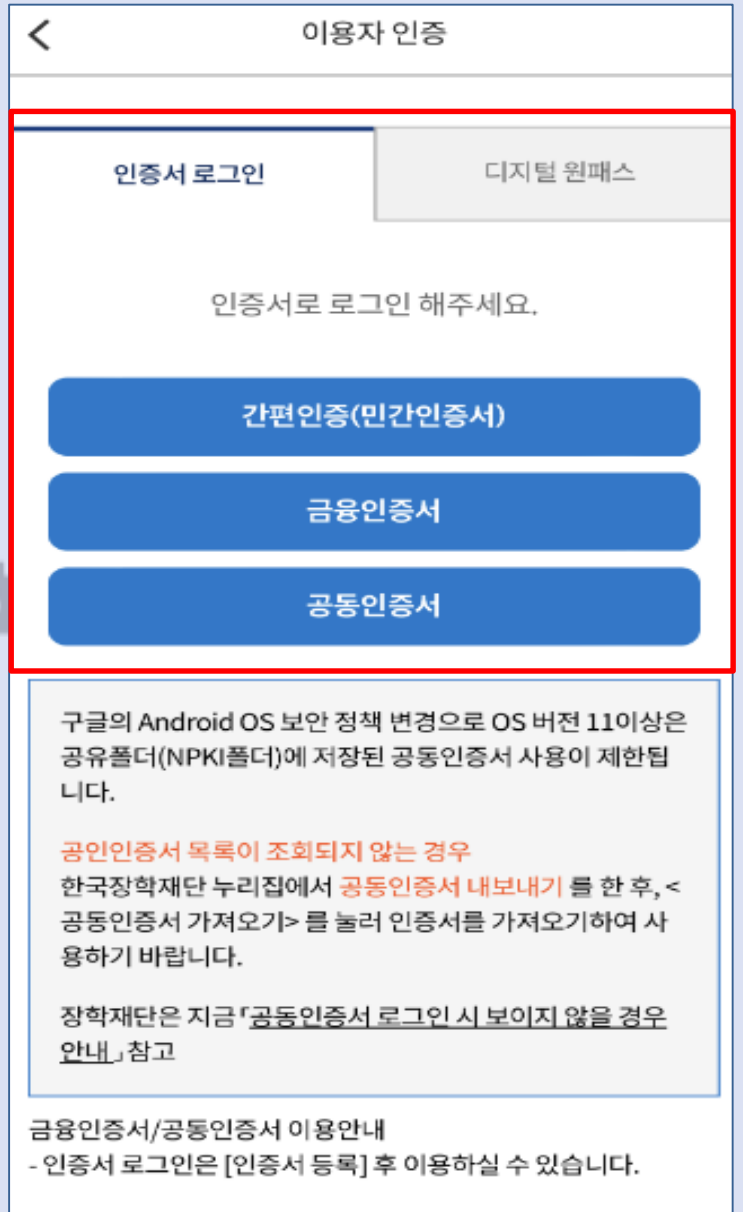 이용자 인증
인증서 로그인
디지털 원패스
인증서로 로그인 해주세요.
간편인증(민간인증서)
금융인증서
공동인증서
구글의 Android OS 보안 정책 변경으로 OS 버전 11이상은
공유폴더(NPKI폴더)에 저장된 공동인증서 사용이 제한됩
니다.
공인인증서 목록이 조회되지 않는 경우
한국장학재단 누리집에서 공동인증서 내보내기 를 한 후, <
공동인증서 가져오기> 를 눌러 인증서를 가져오기하여 사
용하기 바랍니다.
장학재단은 지금「공동인증서 로그인 시 보이지 않을 경우
안내 」참고
금융인증서/공동인증서 이용안내
- 인증서 로그인은 [인증서 등록] 후 이용하실 수 있습니다.